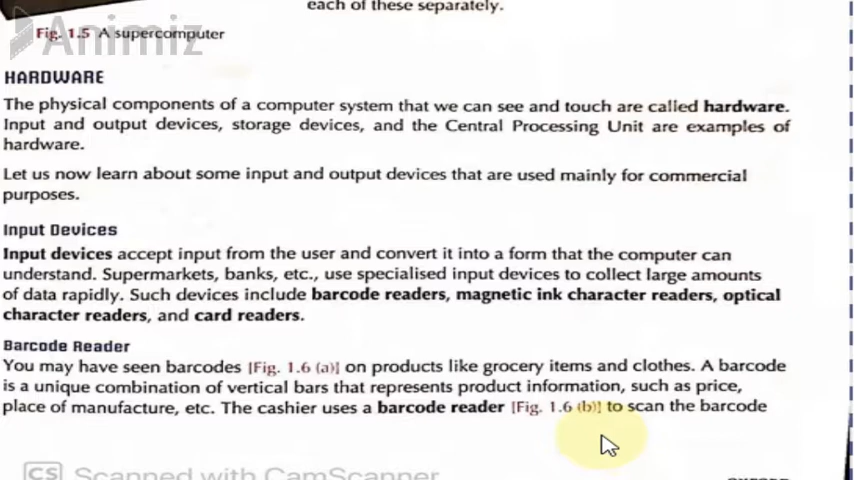 each of these separately.
Animiz
Fig. 1.5 A supercomputer
HARDWARE
The physical components of a computer system that we can see and touch are called hardware.
Input and output devices, storage devices, and the Central Processing Unit are examples of
hardware.
Let us now learn about some input and output devices that are used mainly for commercial
purposes.
Input Devices
Input devices accept input from the user and convert it into a form that the computer can
understand. Supermarkets, banks, etc., use specialised input devices to collect large amounts
of data rapidly. Such devices include barcode readers, magnetic ink character readers, optical
character readers, and card readers.
Barcode Reader
You may have seen barcodes [Fig. 1.6 (a)] on products like grocery items and clothes. A barcode
is a unique combination of vertical bars that represents product information, such as price,
place of manufacture, etc. The cashier uses a barcode reader [Fig. 1.6 (b)] to scan the barcode
CS Scanned with CamScanner